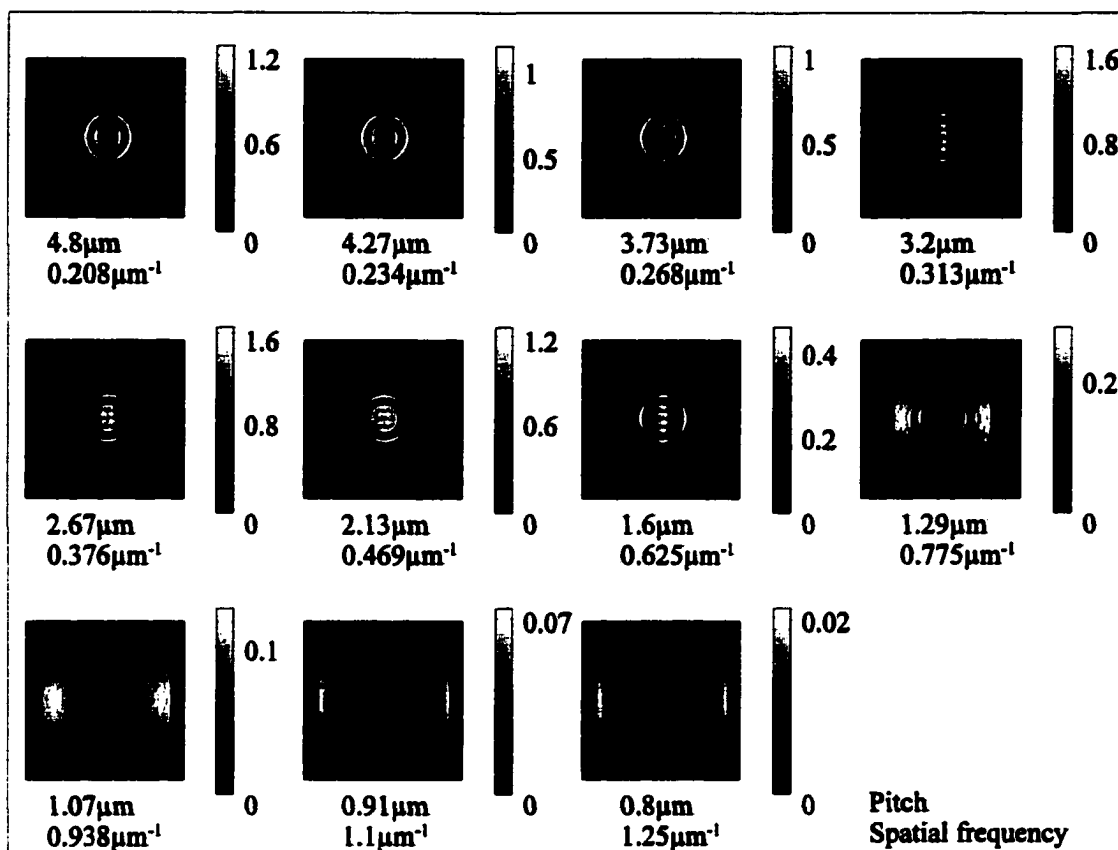 1.2
0.6
0
4.8µm
0.208µm⁻¹
1
0.5
0
4.27µm
0.234µm⁻¹
1
0.5
0
3.73µm
0.268µm⁻¹
1.6
0.8
0
3.2µm
0.313µm⁻¹
1.6
0.8
0
2.67µm
0.376µm⁻¹
1.2
0.6
0
2.13µm
0.469µm⁻¹
0.4
0.2
0
1.6µm
0.625µm⁻¹
0.2
0
1.29µm
0.775µm⁻¹
0.1
0
1.07µm
0.938µm⁻¹
0.07
0
0.91µm
1.1µm⁻¹
0.02
0
0.8µm
1.25µm⁻¹
Pitch
Spatial frequency